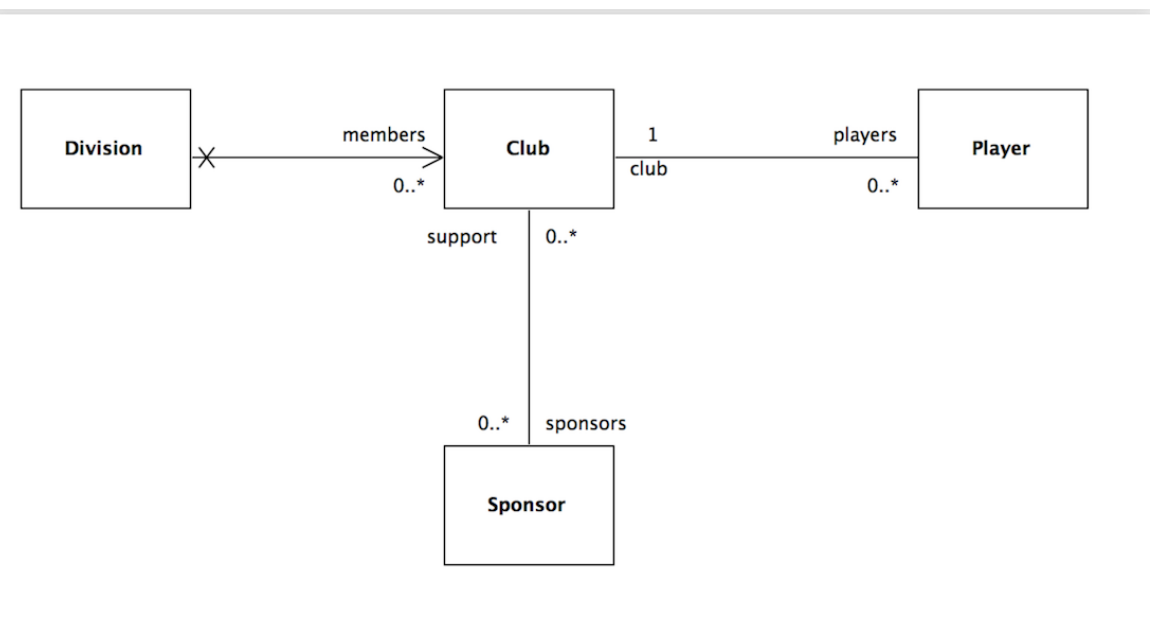 members
1
players
Division
Club
Player
club
0..*
0..*
support
0..*
0..*
sponsors
Sponsor